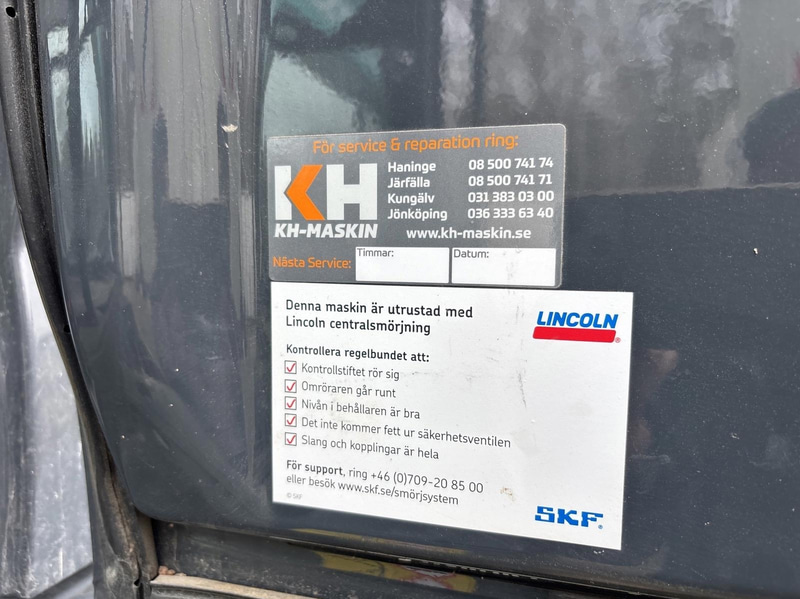 För service & reparation ring:
KH
KH-MASKIN
Haninge 08 500 741 74
Järfälla 08 500 741 71
Kungälv 031 383 03 00
Jönköping 036 333 63 40
www.kh-maskin.se
Nästa Service: Timmar: Datum:
Denna maskin är utrustad med
Lincoln centralsmörjning
LINCOLN®
Kontrollera regelbundet att:
Kontrollstiftet rör sig
Omröraren går runt
Nivån i behållaren är bra
Det inte kommer fett ur säkerhetsventilen
Slang och kopplingar är hela
För support, ring +46 (0)709-20 85 00
eller besök www.skf.se/smörjsystem
© SKF
SKF.